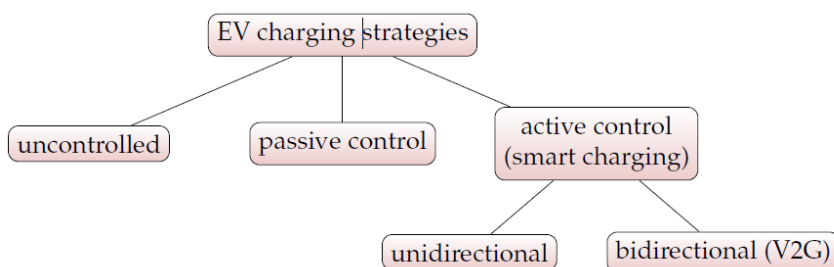 EV charging strategies
uncontrolled
passive control
active control
(smart charging)
unidirectional
bidirectional (V2G)